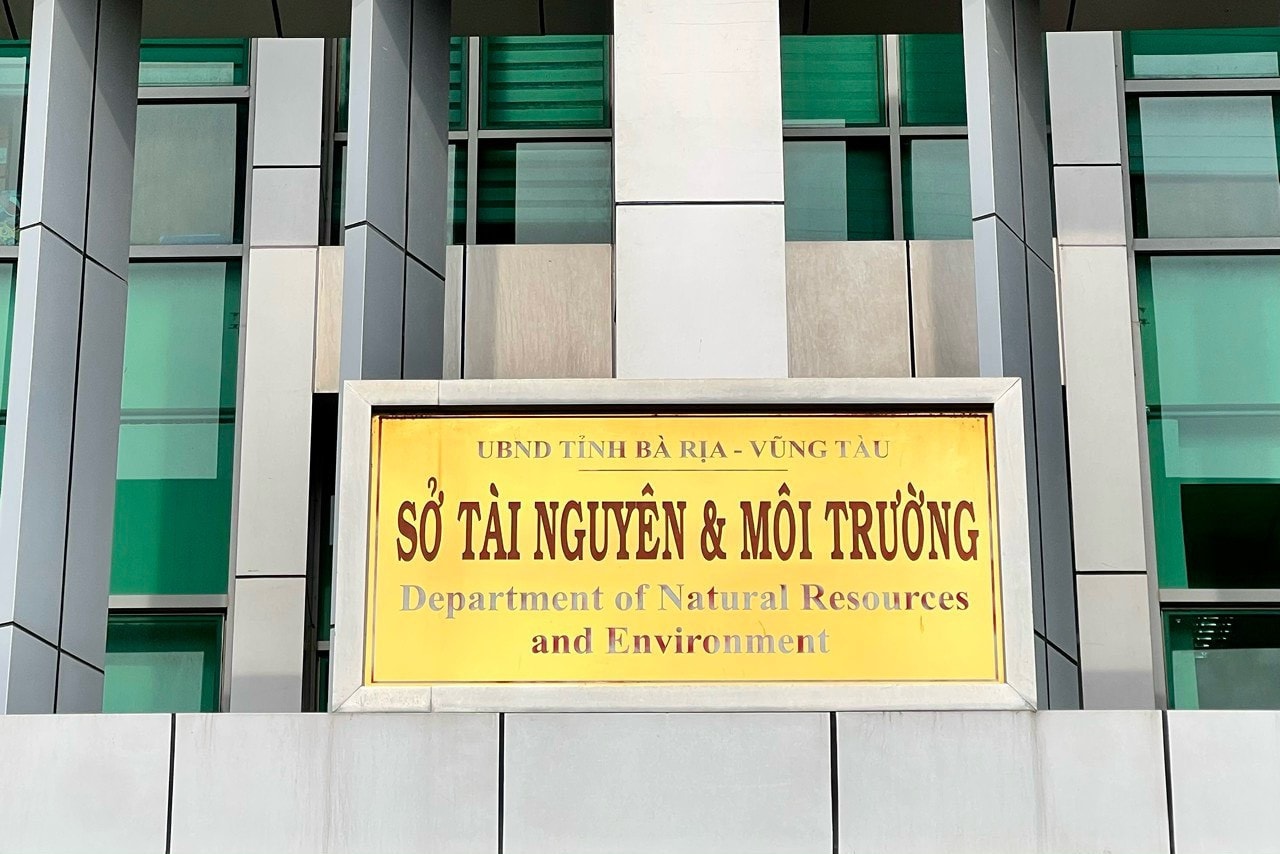 UBND TỈNH BÀ RỊA - VŨNG TÀU
SỞ TÀI NGUYÊN & MÔI TRƯỜNG
Department of Natural Resources
and Environment